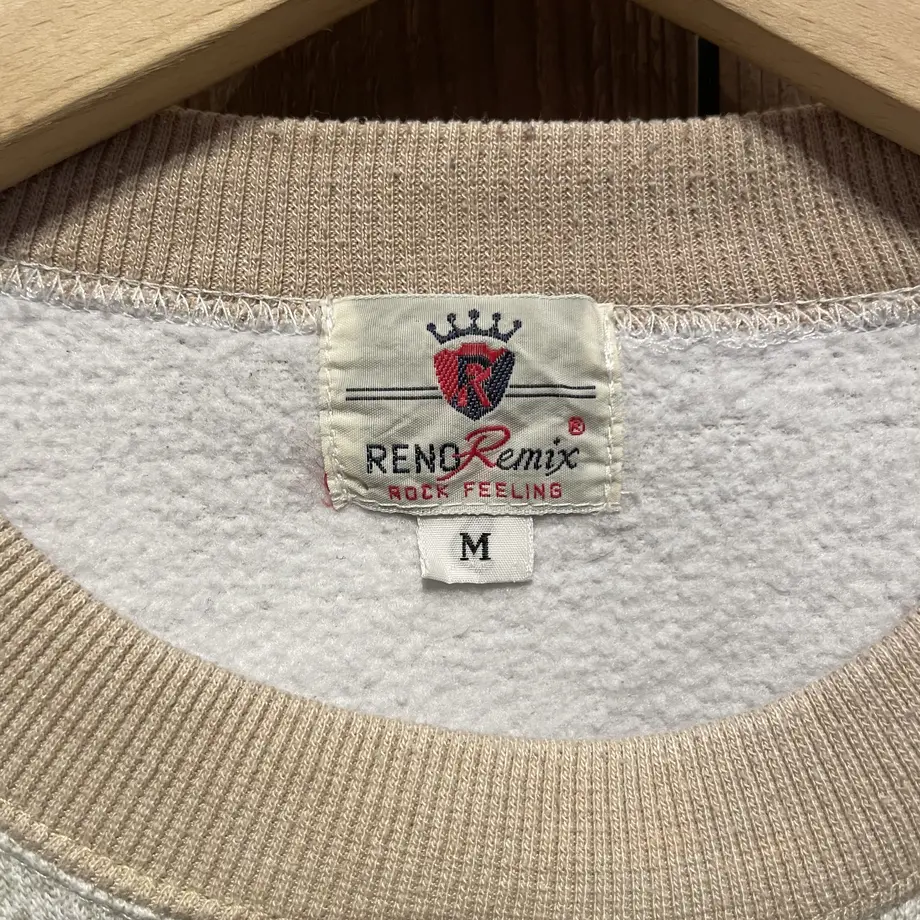 R
RENO Remix ®
ROCK FEELING
M